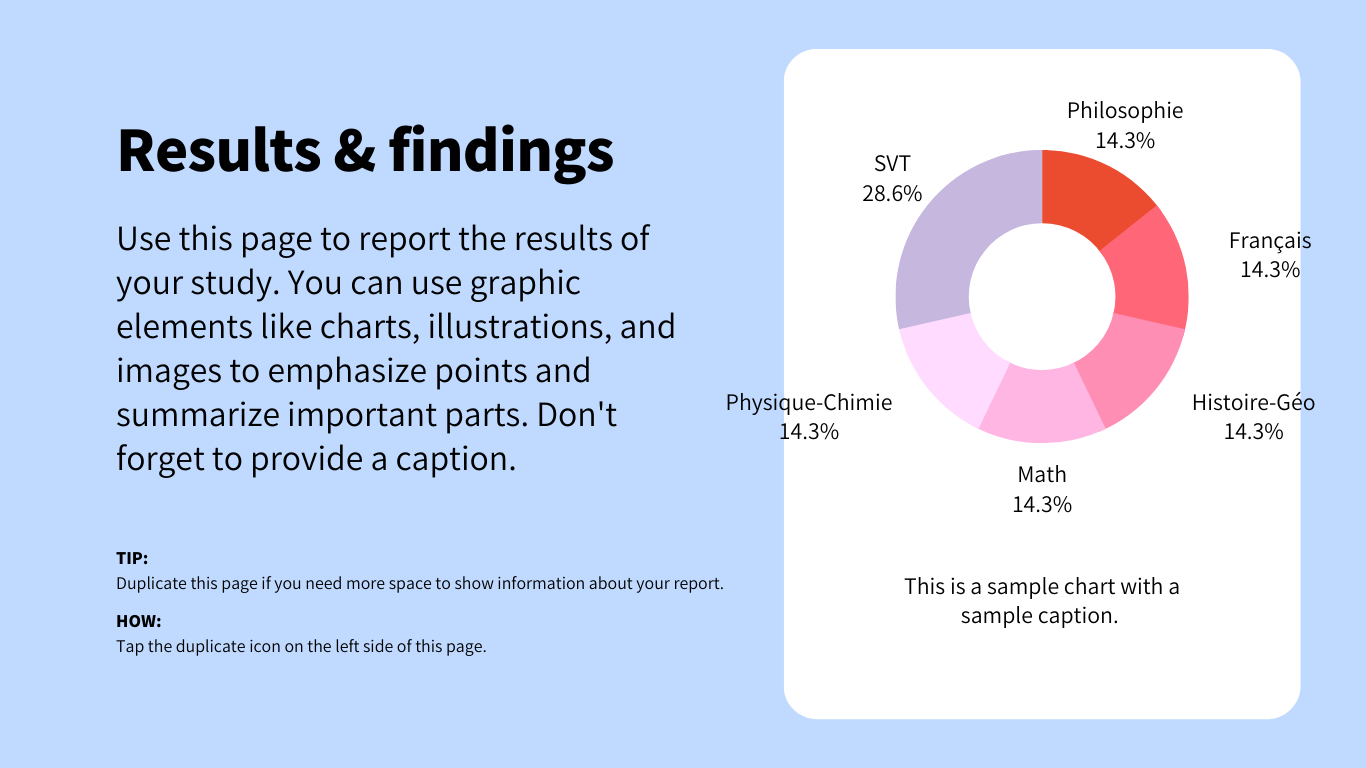 Results & findings
Use this page to report the results of
your study. You can use graphic
elements like charts, illustrations, and
images to emphasize points and
summarize important parts. Don't
forget to provide a caption.
TIP:
Duplicate this page if you need more space to show information about your report.
HOW:
Tap the duplicate icon on the left side of this page.
Philosophie
14.3%
SVT
28.6%
Français
14.3%
Physique-Chimie
14.3%
Histoire-Géo
14.3%
Math
14.3%
This is a sample chart with a
sample caption.